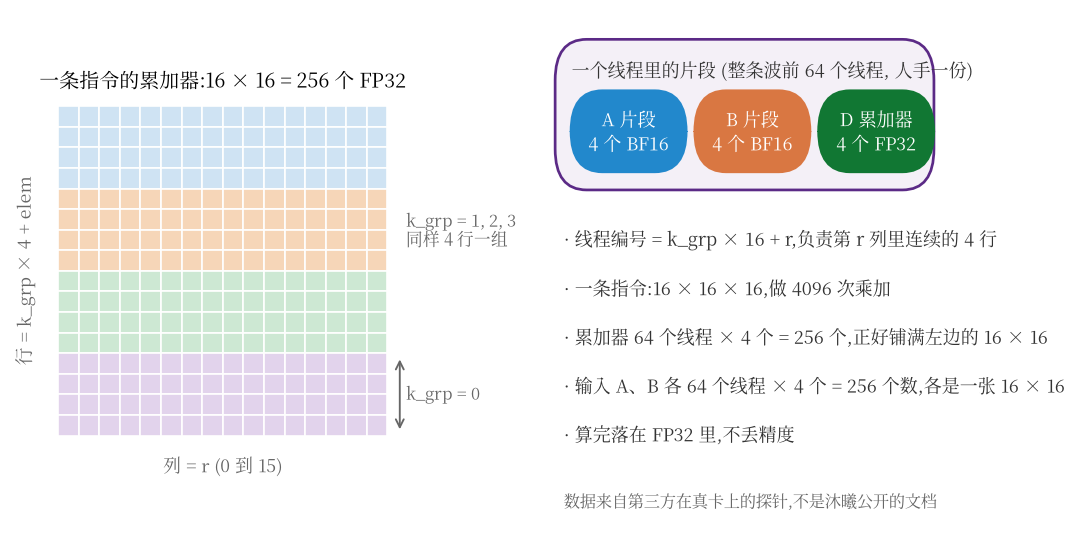 一条指令的累加器:16 × 16 = 256 个 FP32
行 = k_grp × 4 + elem
k_grp = 1, 2, 3
同样 4 行一组
k_grp = 0
列 = r (0 到 15)
一个线程里的片段 (整条波前 64 个线程, 人手一份)
A 片段
4 个 BF16
B 片段
4 个 BF16
D 累加器
4 个 FP32
· 线程编号 = k_grp × 16 + r,负责第 r 列里连续的 4 行
· 一条指令:16 × 16 × 16,做 4096 次乘加
· 累加器 64 个线程 × 4 个 = 256 个,正好铺满左边的 16 × 16
· 输入 A、B 各 64 个线程 × 4 个 = 256 个数,各是一张 16 × 16
· 算完落在 FP32 里,不丢精度
数据来自第三方在真卡上的探针,不是沐曦公开的文档